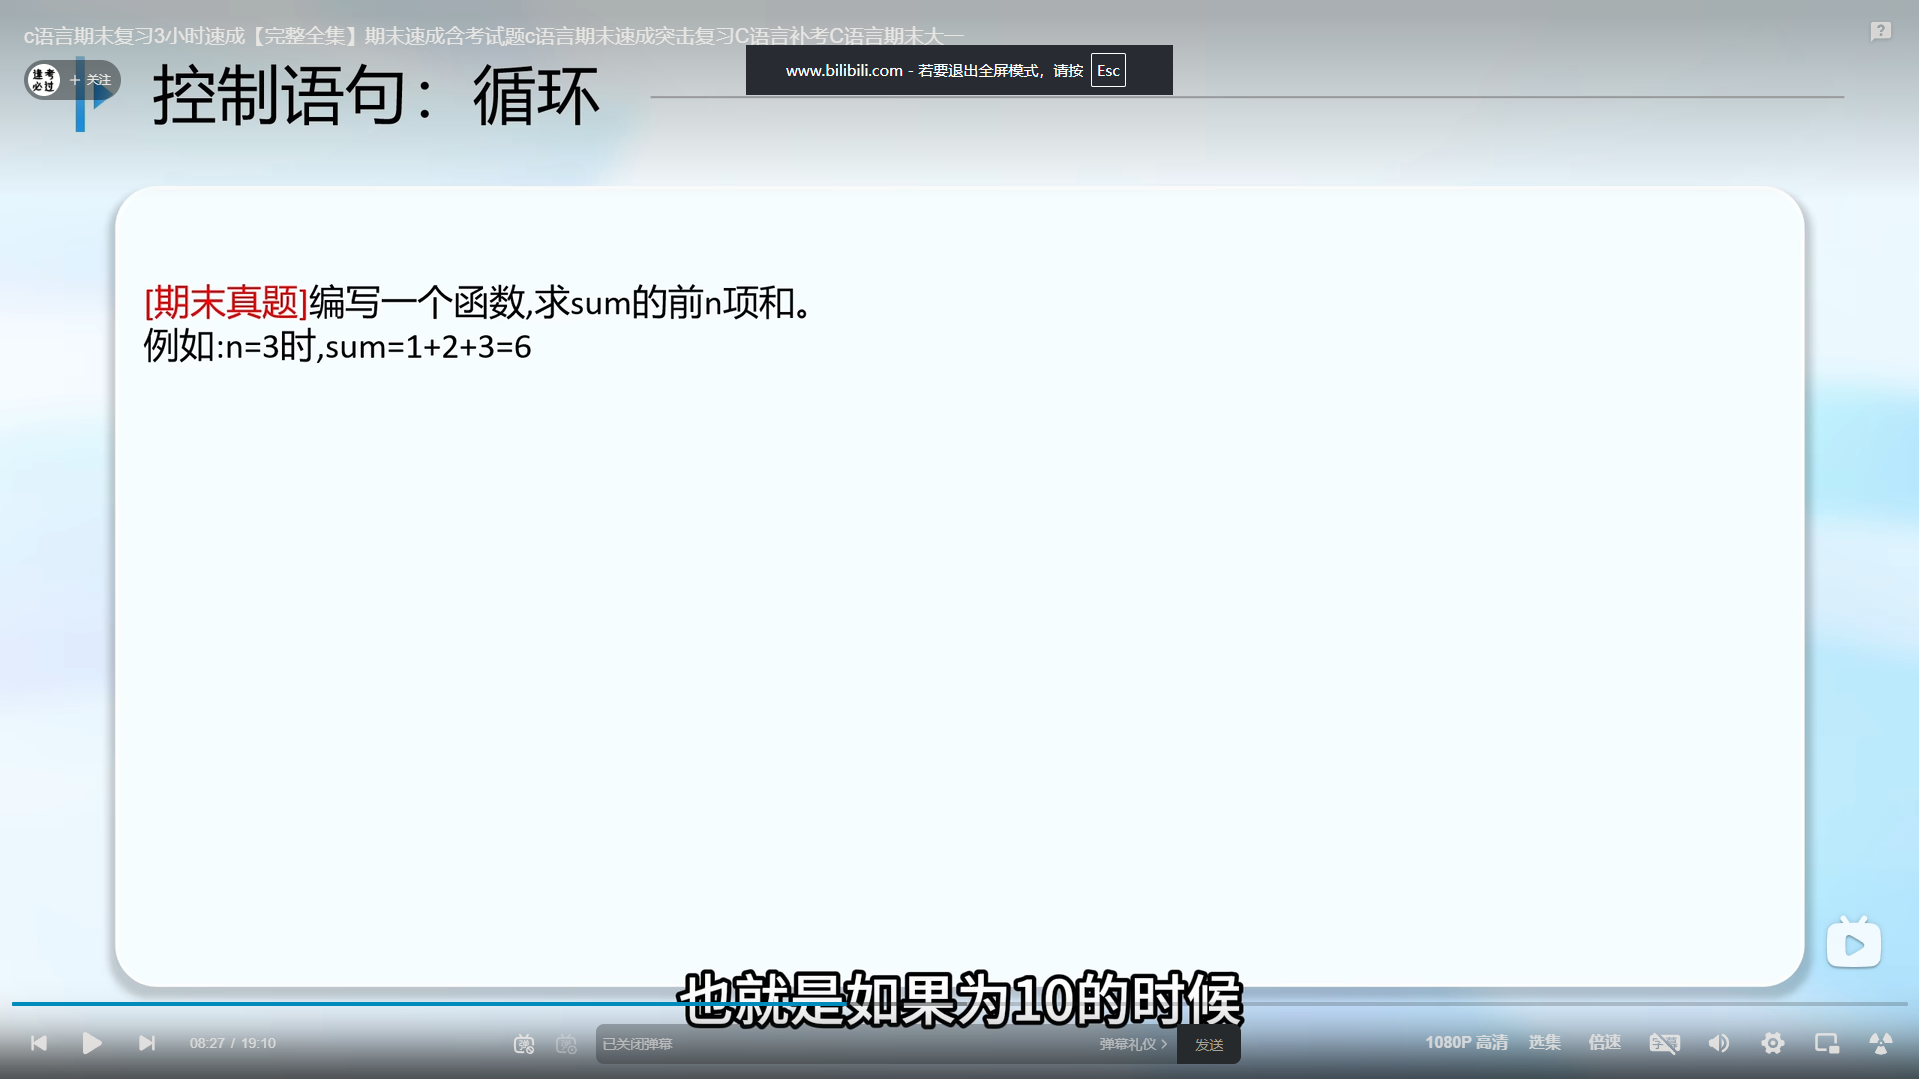 c语言期末复习3小时速成【完整全集】期末速成含考试题c语言期末速成突击复习C语言补考C语言期末大一
逢考必过
+ 关注
控制语句：循环
www.bilibili.com - 若要退出全屏模式，请按 Esc
[期末真题]编写一个函数,求sum的前n项和。
例如:n=3时,sum=1+2+3=6
也就是如果为10的时候
08:27 / 19:10
已关闭弹幕
弹幕礼仪 >
发送
1080P 高清
选集
倍速
字幕